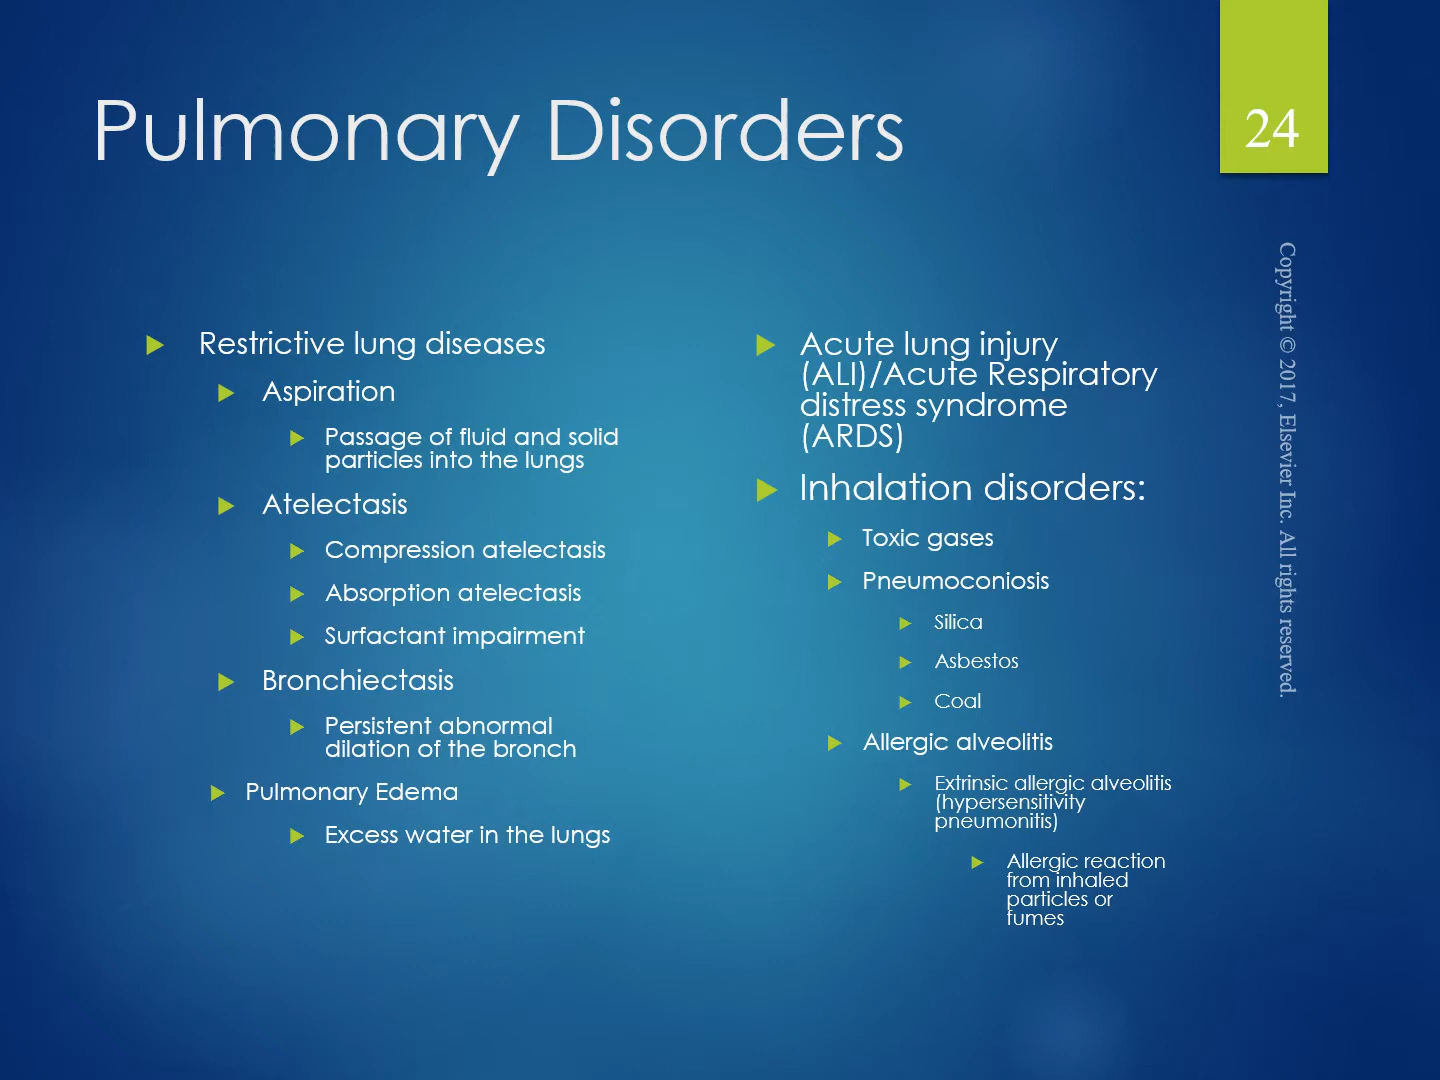 Pulmonary Disorders
24
Restrictive lung diseases
Aspiration
Passage of fluid and solid
particles into the lungs
Atelectasis
Compression atelectasis
Absorption atelectasis
Surfactant impairment
Bronchiectasis
Persistent abnormal
dilation of the bronch
Pulmonary Edema
Excess water in the lungs
Acute lung injury
(ALI)/Acute Respiratory
distress syndrome
(ARDS)
Inhalation disorders:
Toxic gases
Pneumoconiosis
Silica
Asbestos
Coal
Allergic alveolitis
Extrinsic allergic alveolitis
(hypersensitivity
pneumonitis)
Allergic reaction
from inhaled
particles or
fumes
Copyright © 2017, Elsevier Inc. All rights reserved.